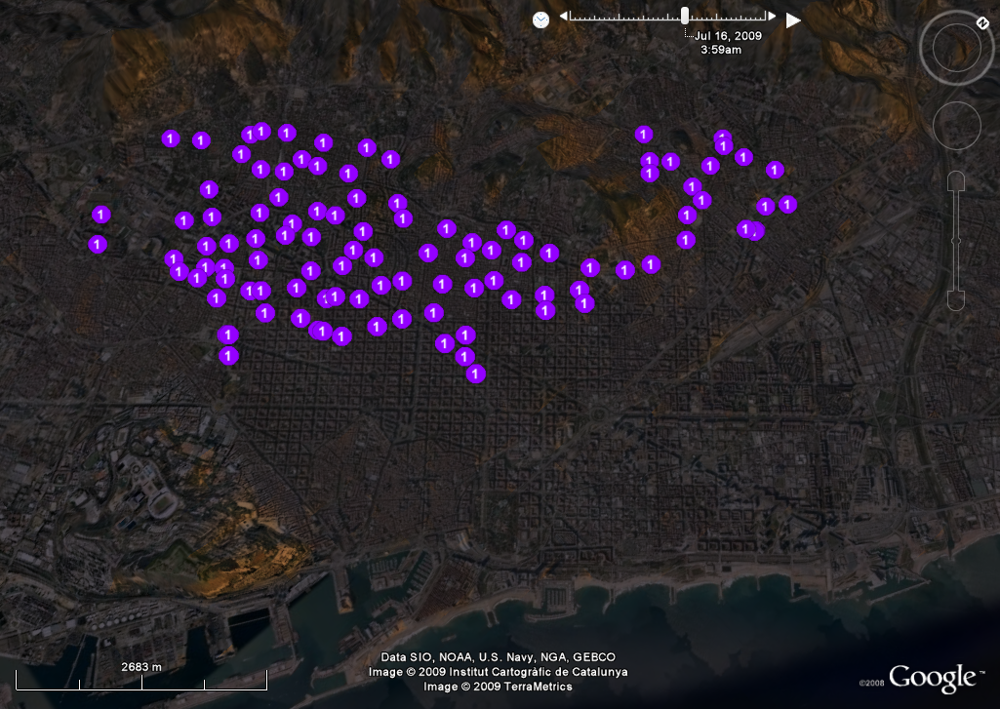 Jul 16, 2009
3:59am
2683 m
Data SIO, NOAA, U.S. Navy, NGA, GEBCO
Image © 2009 Institut Cartogràfic de Catalunya
Image © 2009 TerraMetrics
©2008 Google™